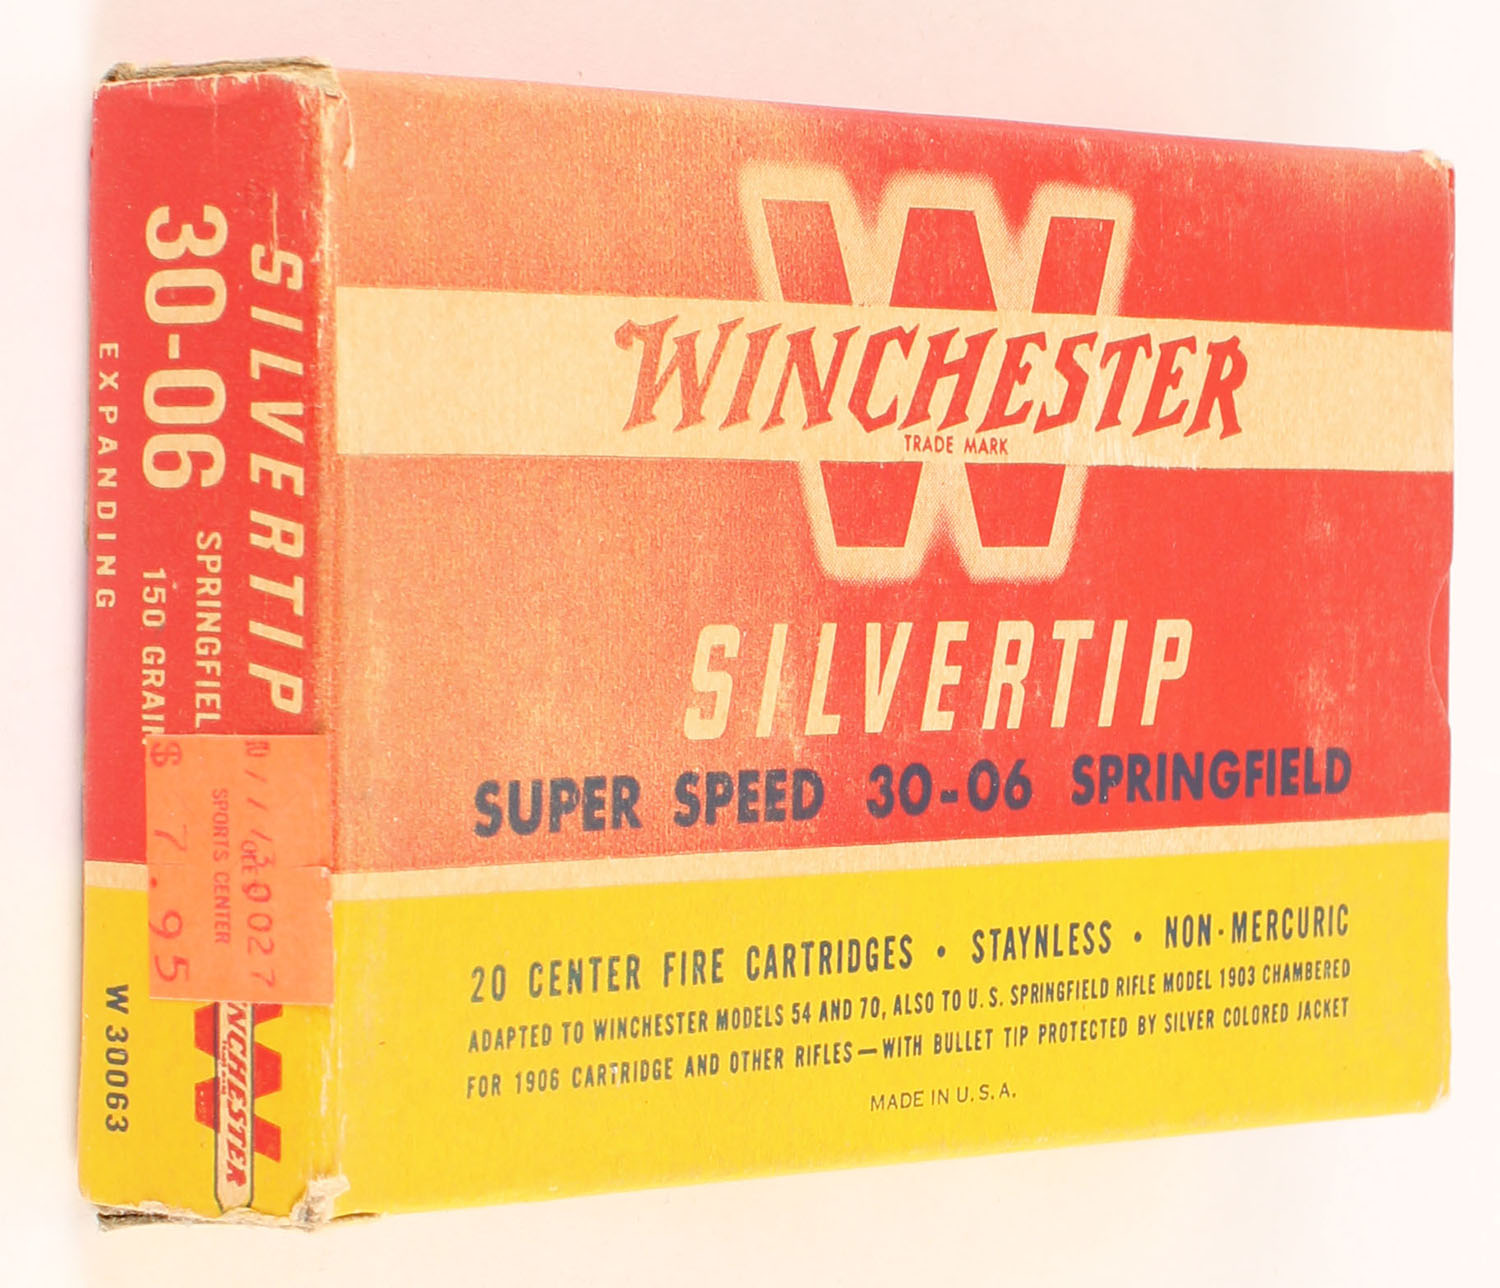 WINCHESTER
TRADE MARK
SILVERTIP
SUPER SPEED 30-06 SPRINGFIELD
20 CENTER FIRE CARTRIDGES • STAYNLESS • NON-MERCURIC
ADAPTED TO WINCHESTER MODELS 54 AND 70, ALSO TO U. S. SPRINGFIELD RIFLE MODEL 1903 CHAMBERED
FOR 1906 CARTRIDGE AND OTHER RIFLES—WITH BULLET TIP PROTECTED BY SILVER COLORED JACKET
MADE IN U. S. A.
SILVERTIP
30-06 SPRINGFIEL
150 GRAIN
EXPANDING
SPORTS CENTER
$ 7.95
W
NCHESTER
W 30063